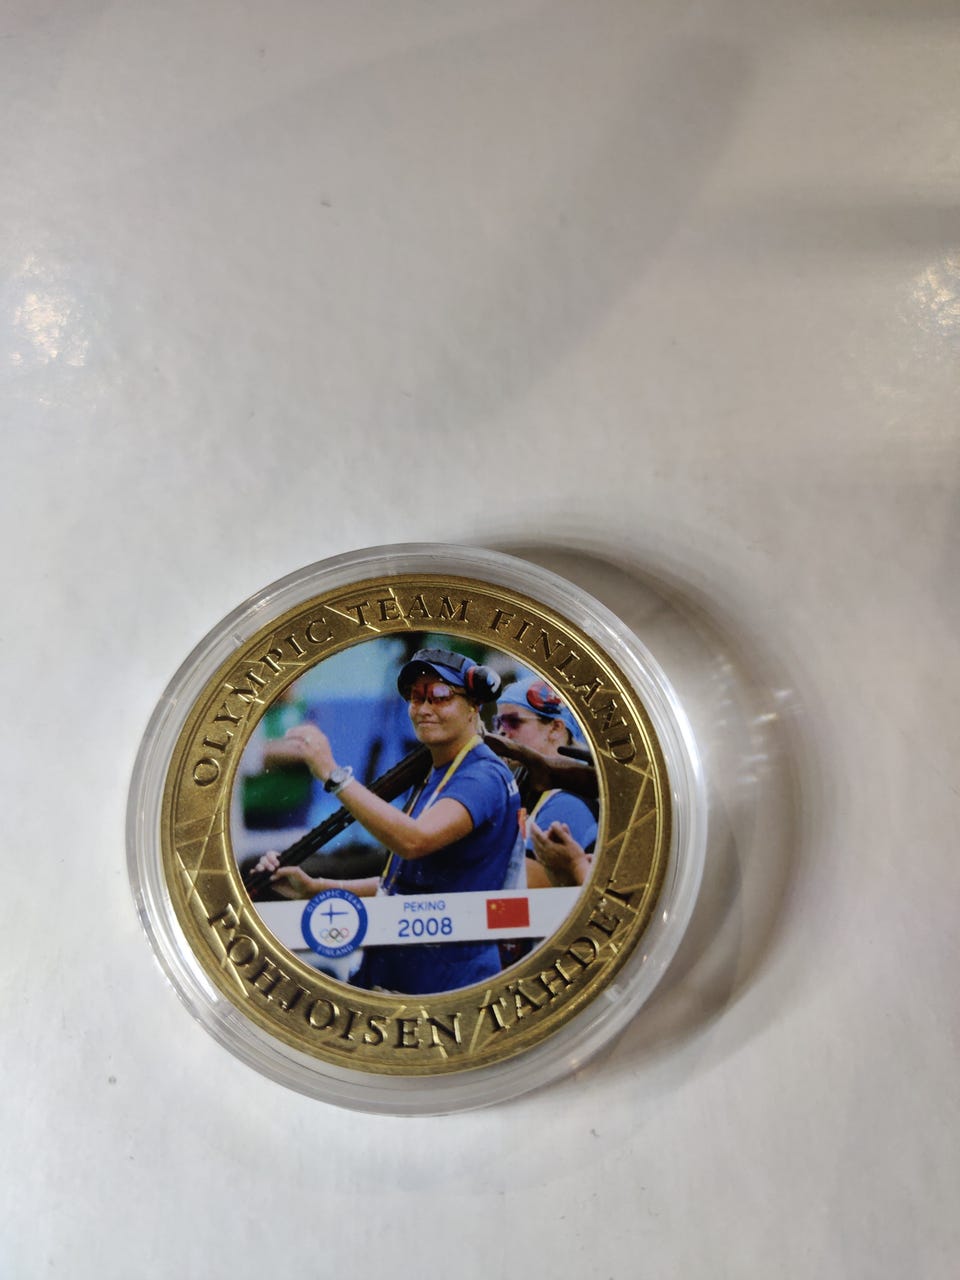 OLYMPIC TEAM FINLAND
OLYMPIC TEAM
FINLAND
PEKING
2008
POHJOISEN TÄHDET